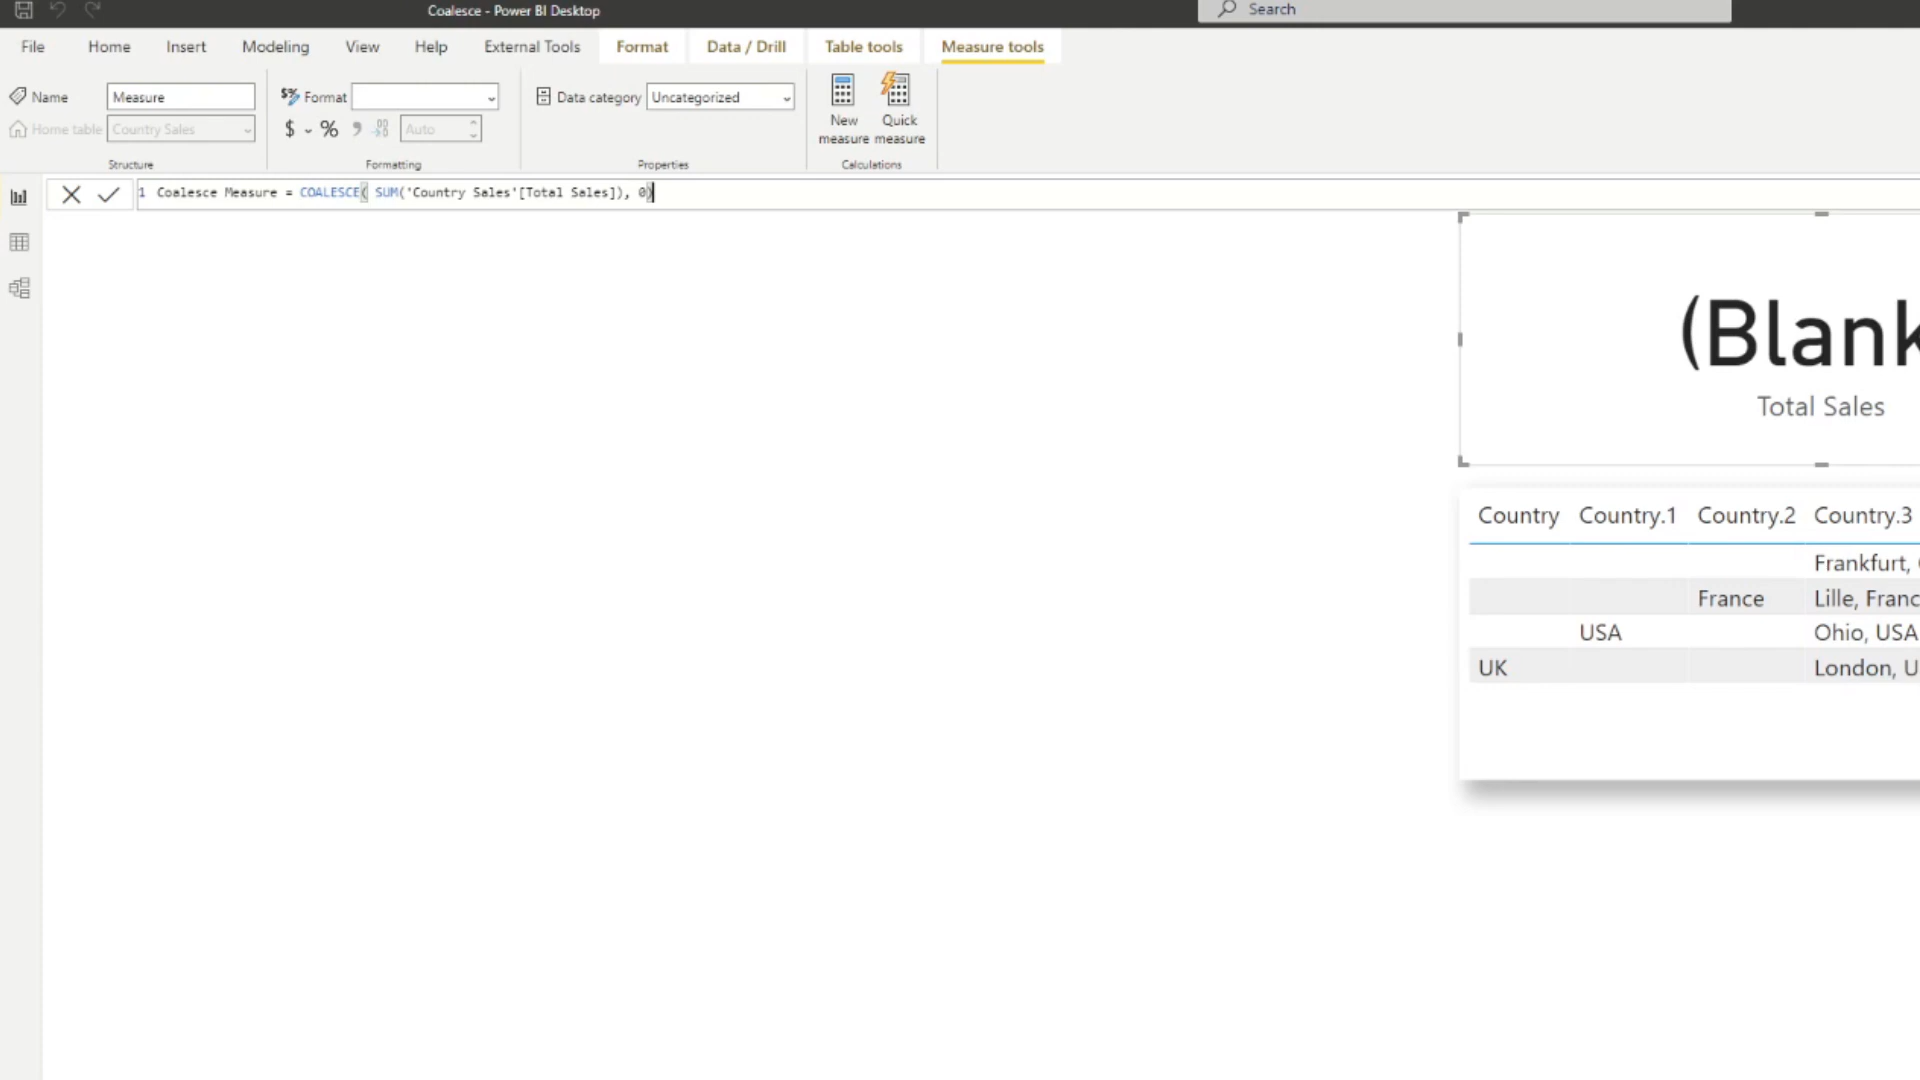 Coalesce - Power BI Desktop
Search
File Home Insert Modeling View Help External Tools Format Data / Drill Table tools Measure tools
Name Measure
Format
Data category Uncategorized
Home table Country Sales
$ % Auto
New measure
Quick measure
Structure Formatting Properties Calculations
1 Coalesce Measure = COALESCE( SUM('Country Sales'[Total Sales]), 0)
(Blank
Total Sales
Country Country.1 Country.2 Country.3
Frankfurt,
France Lille, Franc
USA Ohio, USA
UK London, U